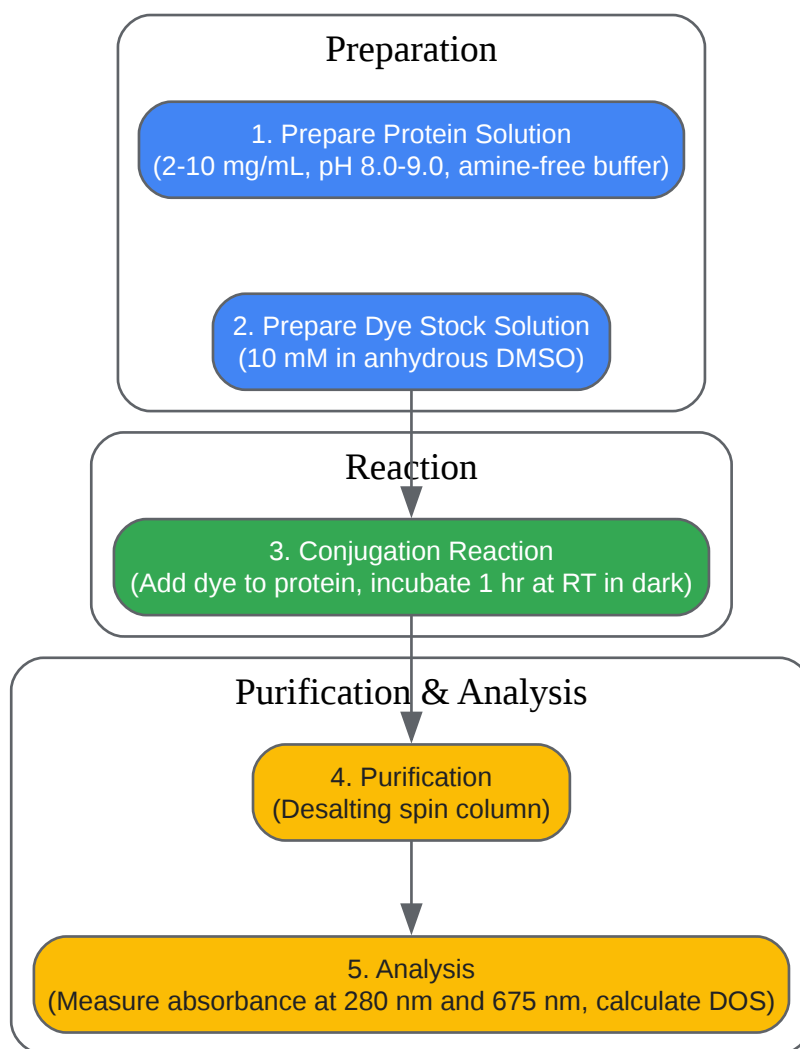 Preparation
1. Prepare Protein Solution
(2-10 mg/mL, pH 8.0-9.0, amine-free buffer)
2. Prepare Dye Stock Solution
(10 mM in anhydrous DMSO)
Reaction
3. Conjugation Reaction
(Add dye to protein, incubate 1 hr at RT in dark)
Purification & Analysis
4. Purification
(Desalting spin column)
5. Analysis
(Measure absorbance at 280 nm and 675 nm, calculate DOS)